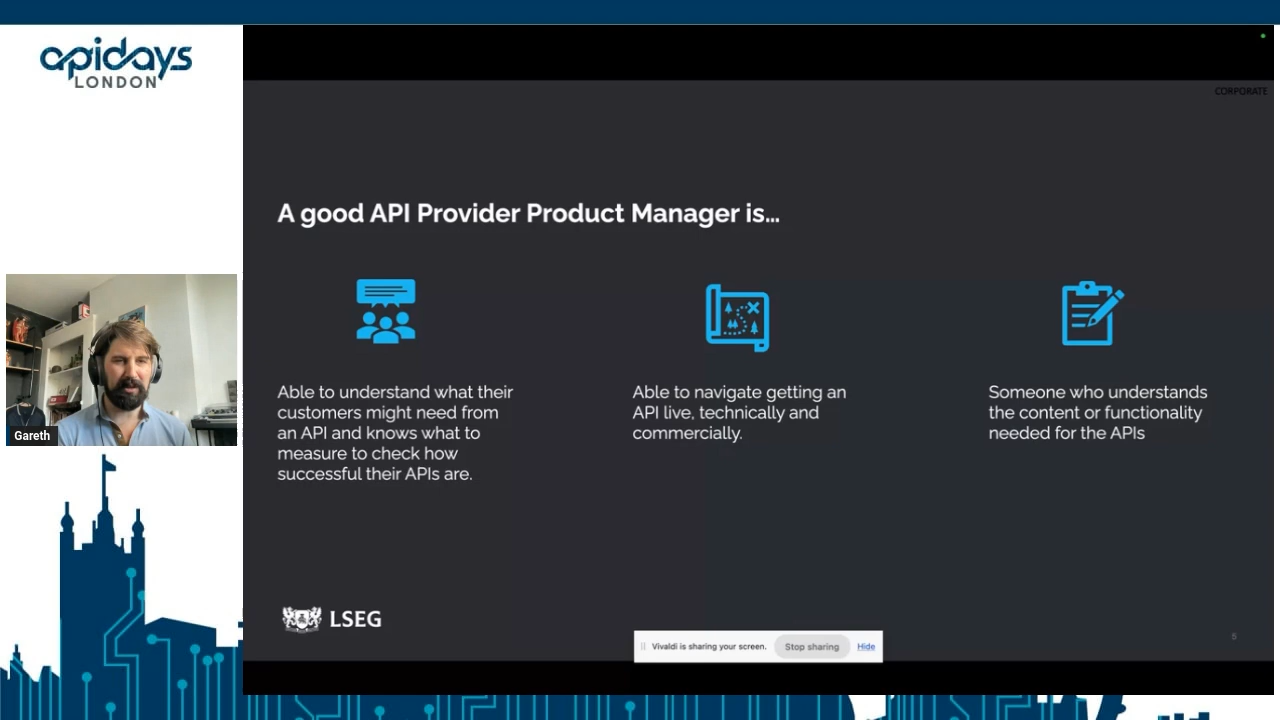 apidays
LONDON
CORPORATE
A good API Provider Product Manager is...
Able to understand what their
customers might need from
an API and knows what to
measure to check how
successful their APIs are.
Able to navigate getting an
API live, technically and
commercially.
Someone who understands
the content or functionality
needed for the APIs
Gareth
LSEG
Vivaldi is sharing your screen.
Stop sharing
Hide
5